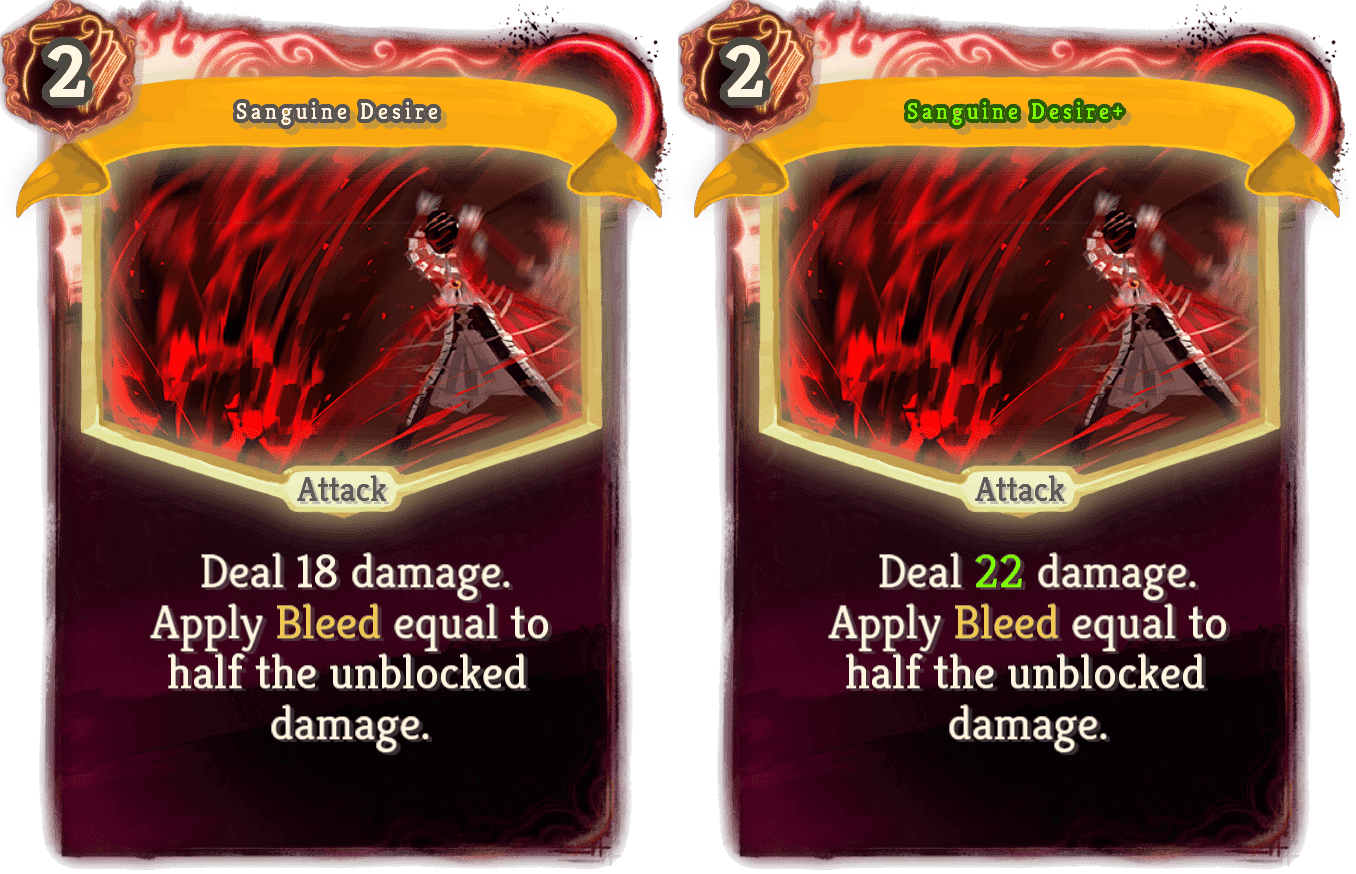 2
Sanguine Desire
Attack
Deal 18 damage.
Apply Bleed equal to
half the unblocked
damage.
2
Sanguine Desire+
Attack
Deal 22 damage.
Apply Bleed equal to
half the unblocked
damage.